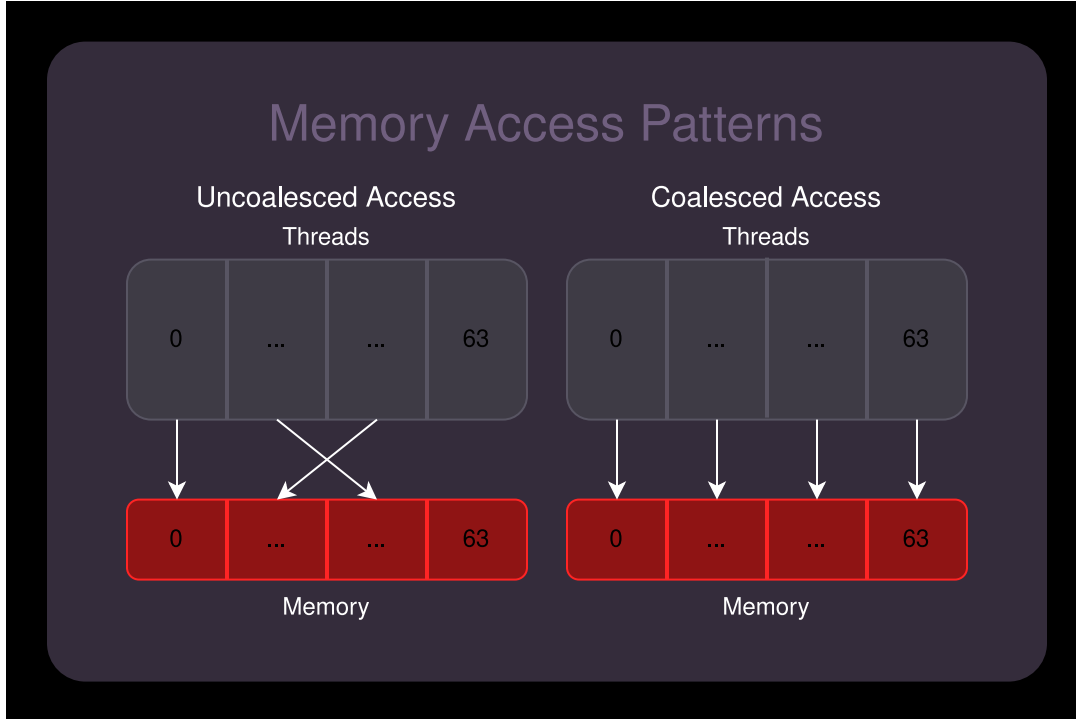 Memory Access Patterns
Uncoalesced Access
Threads
0 ... ... 63
0 ... ... 63
Memory
Coalesced Access
Threads
0 ... ... 63
0 ... ... 63
Memory